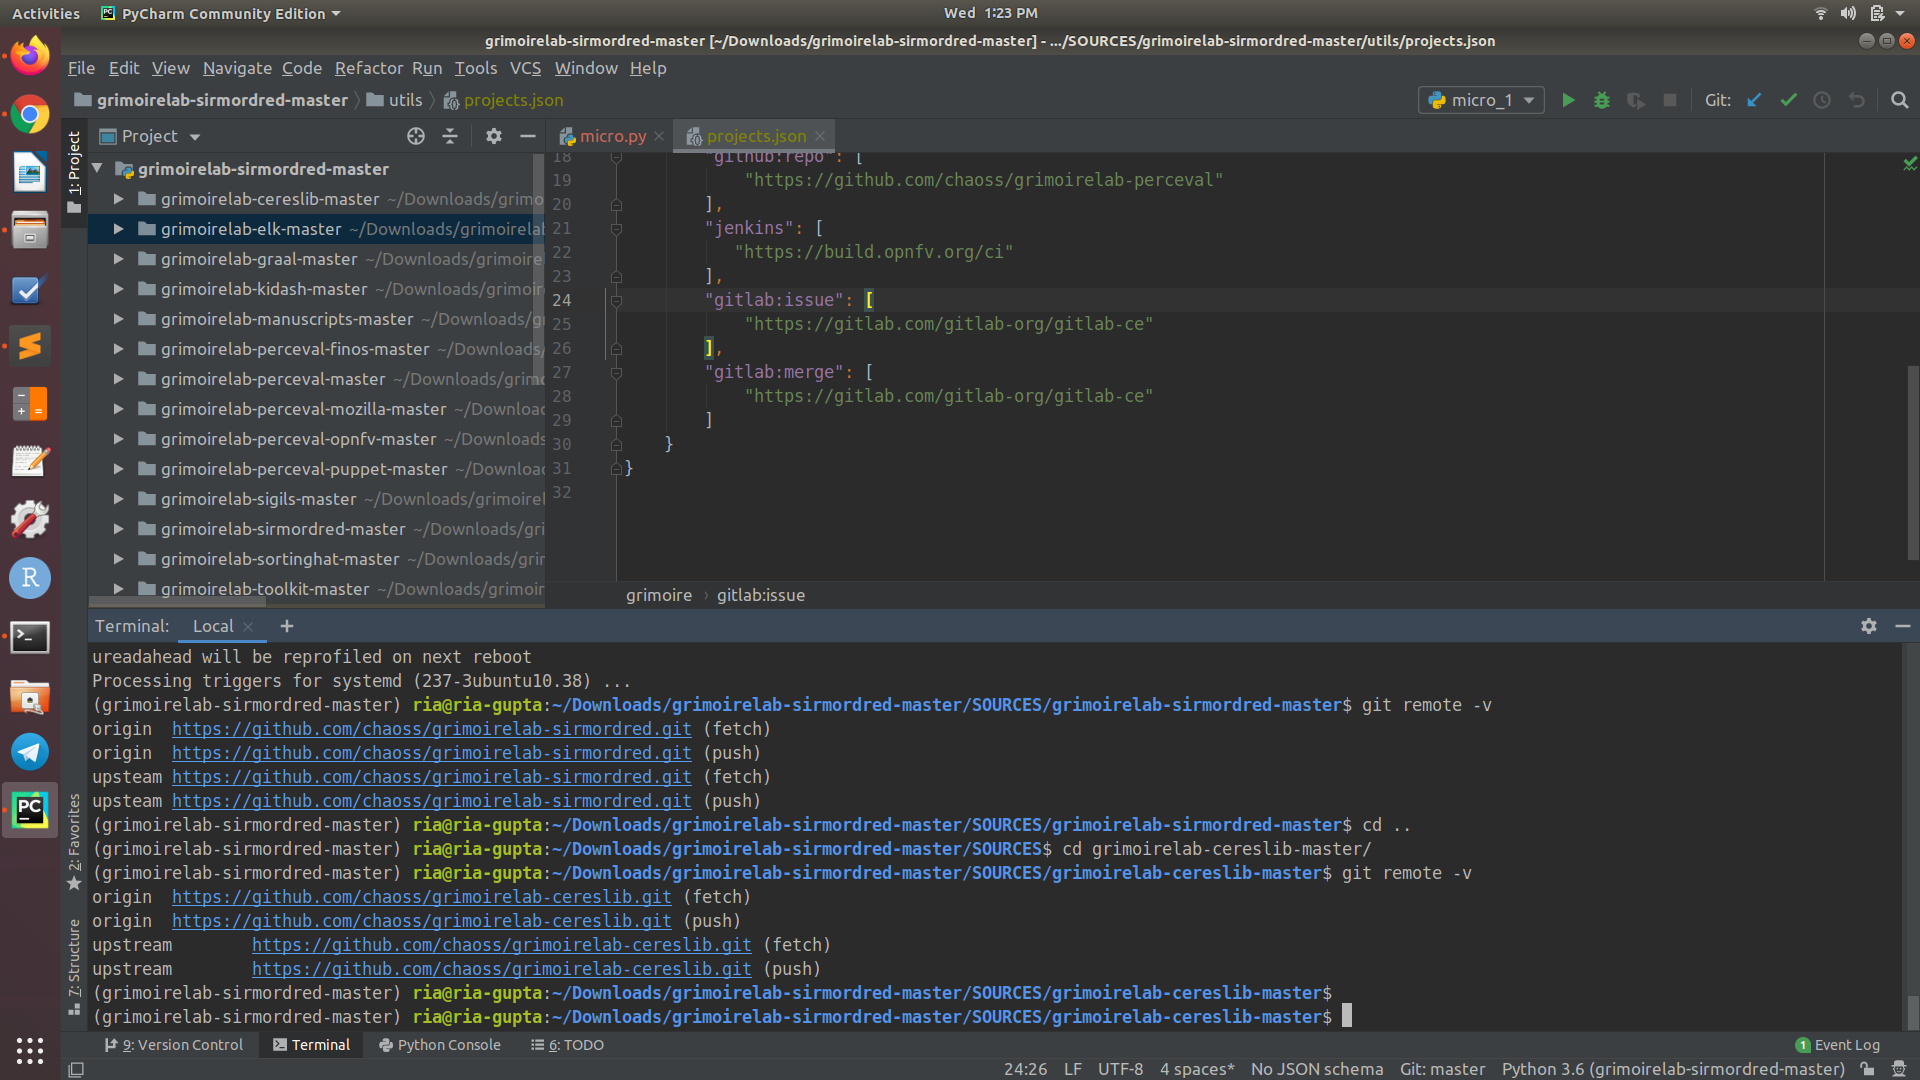 Activities PyCharm Community Edition Wed 1:23 PM
grimoirelab-sirmordred-master [~/Downloads/grimoirelab-sirmordred-master] - .../SOURCES/grimoirelab-sirmordred-master/utils/projects.json
File Edit View Navigate Code Refactor Run Tools VCS Window Help
grimoirelab-sirmordred-master utils projects.json micro_1 Git:
1: Project
Project
grimoirelab-sirmordred-master
grimoirelab-cereslib-master ~/Downloads/grimo
grimoirelab-elk-master ~/Downloads/grimoirelab
grimoirelab-graal-master ~/Downloads/grimoire
grimoirelab-kidash-master ~/Downloads/grimoir
grimoirelab-manuscripts-master ~/Downloads/g
grimoirelab-perceval-finos-master ~/Downloads/
grimoirelab-perceval-master ~/Downloads/grimo
grimoirelab-perceval-mozilla-master ~/Downloac
grimoirelab-perceval-opnfv-master ~/Downloads
grimoirelab-perceval-puppet-master ~/Downloac
grimoirelab-sigils-master ~/Downloads/grimoirel
grimoirelab-sirmordred-master ~/Downloads/gri
grimoirelab-sortinghat-master ~/Downloads/grir
grimoirelab-toolkit-master ~/Downloads/grimoir
micro.py projects.json
18 "github:repo": [
19 "https://github.com/chaoss/grimoirelab-perceval"
20 ],
21 "jenkins": [
22 "https://build.opnfv.org/ci"
23 ],
24 "gitlab:issue": [
25 "https://gitlab.com/gitlab-org/gitlab-ce"
26 ],
27 "gitlab:merge": [
28 "https://gitlab.com/gitlab-org/gitlab-ce"
29 ]
30 }
31 }
32
grimoire › gitlab:issue
Terminal: Local +
ureadahead will be reprofiled on next reboot
Processing triggers for systemd (237-3ubuntu10.38) ...
(grimoirelab-sirmordred-master) ria@ria-gupta:~/Downloads/grimoirelab-sirmordred-master/SOURCES/grimoirelab-sirmordred-master$ git remote -v
origin https://github.com/chaoss/grimoirelab-sirmordred.git (fetch)
origin https://github.com/chaoss/grimoirelab-sirmordred.git (push)
upsteam https://github.com/chaoss/grimoirelab-sirmordred.git (fetch)
upsteam https://github.com/chaoss/grimoirelab-sirmordred.git (push)
(grimoirelab-sirmordred-master) ria@ria-gupta:~/Downloads/grimoirelab-sirmordred-master/SOURCES/grimoirelab-sirmordred-master$ cd ..
(grimoirelab-sirmordred-master) ria@ria-gupta:~/Downloads/grimoirelab-sirmordred-master/SOURCES$ cd grimoirelab-cereslib-master/
(grimoirelab-sirmordred-master) ria@ria-gupta:~/Downloads/grimoirelab-sirmordred-master/SOURCES/grimoirelab-cereslib-master$ git remote -v
origin https://github.com/chaoss/grimoirelab-cereslib.git (fetch)
origin https://github.com/chaoss/grimoirelab-cereslib.git (push)
upstream https://github.com/chaoss/grimoirelab-cereslib.git (fetch)
upstream https://github.com/chaoss/grimoirelab-cereslib.git (push)
(grimoirelab-sirmordred-master) ria@ria-gupta:~/Downloads/grimoirelab-sirmordred-master/SOURCES/grimoirelab-cereslib-master$
(grimoirelab-sirmordred-master) ria@ria-gupta:~/Downloads/grimoirelab-sirmordred-master/SOURCES/grimoirelab-cereslib-master$
2: Favorites
7: Structure
R
PC
9: Version Control Terminal Python Console 6: TODO 1 Event Log
24:26 LF UTF-8 4 spaces* No JSON schema Git: master Python 3.6 (grimoirelab-sirmordred-master)